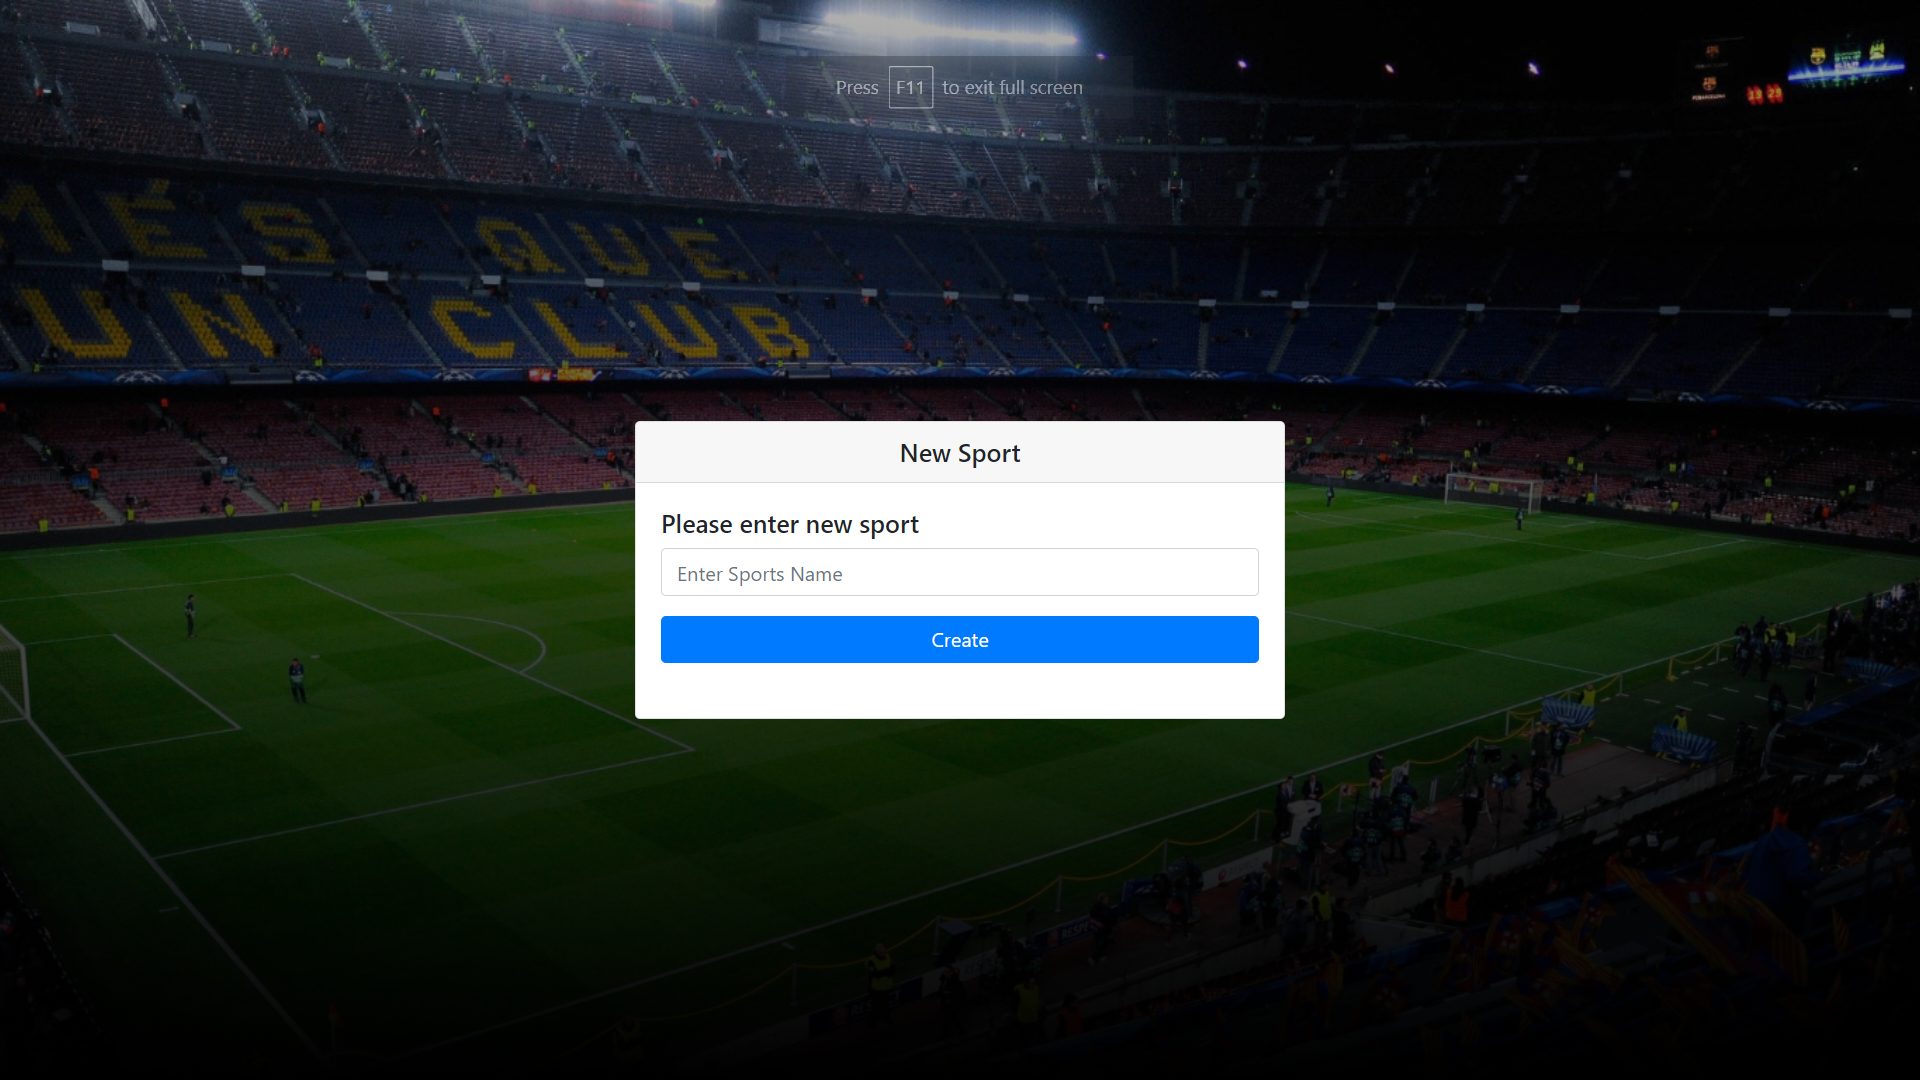 Press F11 to exit full screen
MÉS QUE
UN CLUB
New Sport
Please enter new sport
Enter Sports Name
Create